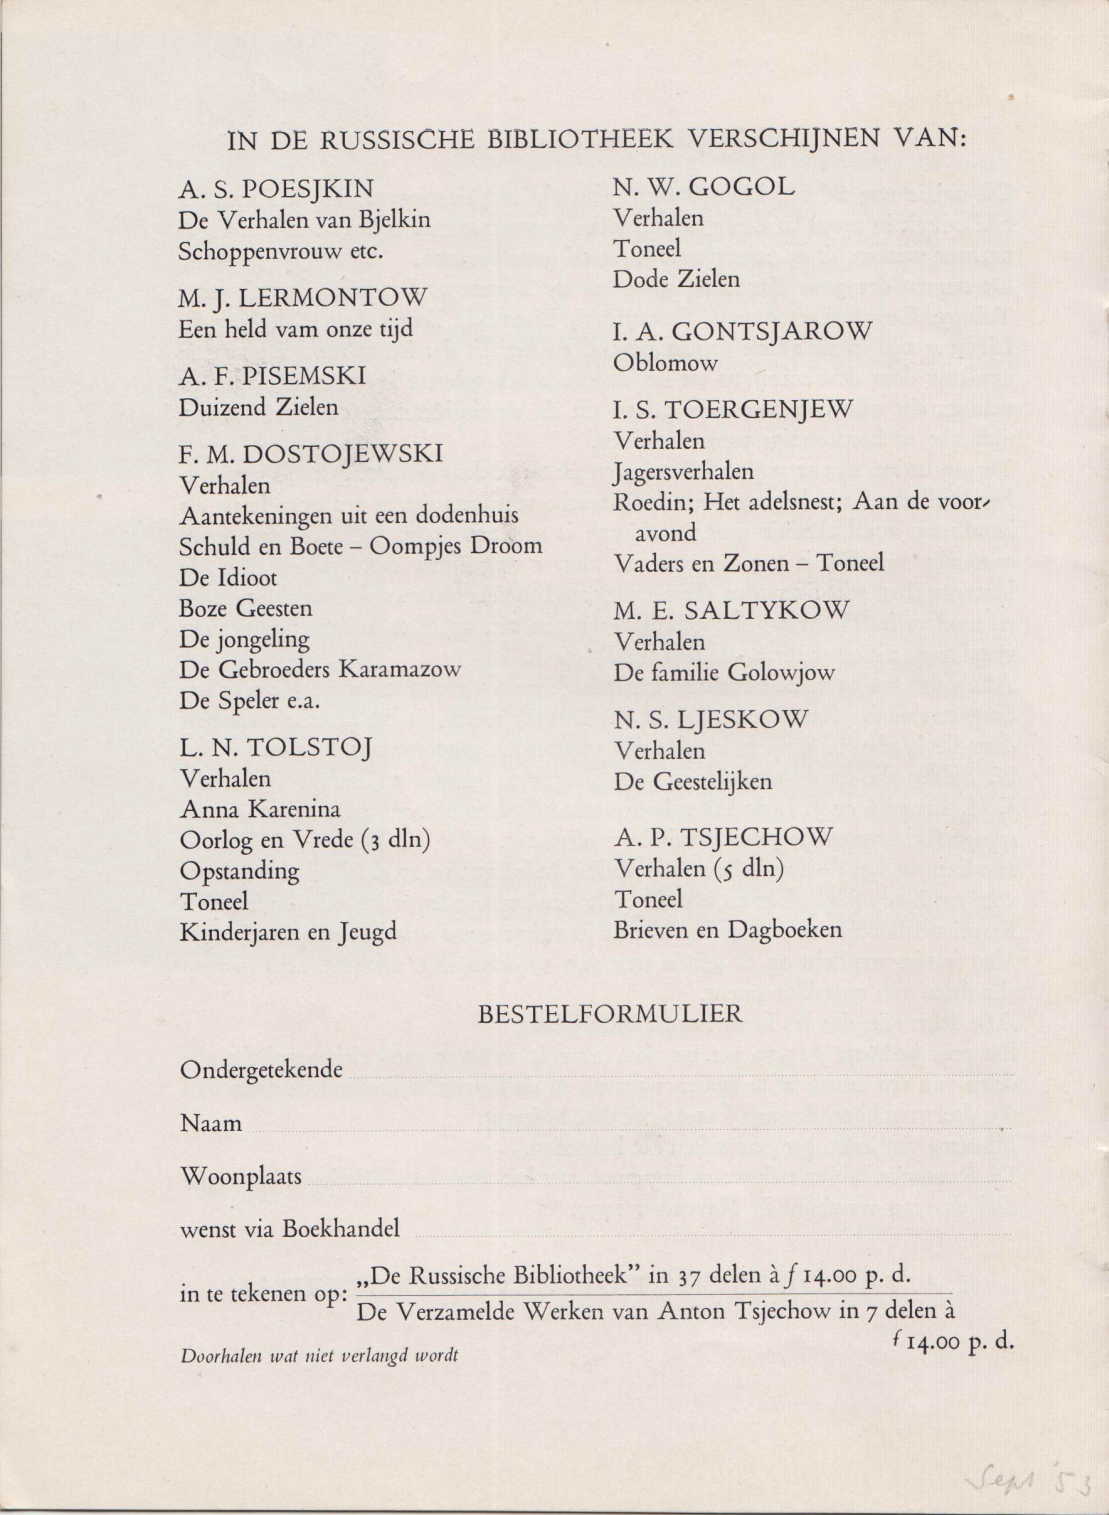 IN DE RUSSISCHE BIBLIOTHEEK VERSCHIJNEN VAN:
A. S. POESJKIN
De Verhalen van Bjelkin
Schoppenvrouw etc.
M. J. LERMONTOW
Een held vam onze tijd
A. F. PISEMSKI
Duizend Zielen
F. M. DOSTOJEWSKI
Verhalen
Aantekeningen uit een dodenhuis
Schuld en Boete – Oompjes Droom
De Idioot
Boze Geesten
De jongeling
De Gebroeders Karamazow
De Speler e.a.
L. N. TOLSTOJ
Verhalen
Anna Karenina
Oorlog en Vrede (3 dln)
Opstanding
Toneel
Kinderjaren en Jeugd
N. W. GOGOL
Verhalen
Toneel
Dode Zielen
I. A. GONTSJAROW
Oblomow
I. S. TOERGENJEW
Verhalen
Jagersverhalen
Roedin; Het adelsnest; Aan de voor-
avond
Vaders en Zonen – Toneel
M. E. SALTYKOW
Verhalen
De familie Golowjow
N. S. LJESKOW
Verhalen
De Geestelijken
A. P. TSJECHOW
Verhalen (5 dln)
Toneel
Brieven en Dagboeken
BESTELFORMULIER
Ondergetekende
Naam
Woonplaats
wenst via Boekhandel
in te tekenen op:
„De Russische Bibliotheek” in 37 delen à f 14.00 p. d.
De Verzamelde Werken van Anton Tsjechow in 7 delen à
f 14.00 p. d.
Doorhalen wat niet verlangd wordt
Sept '53